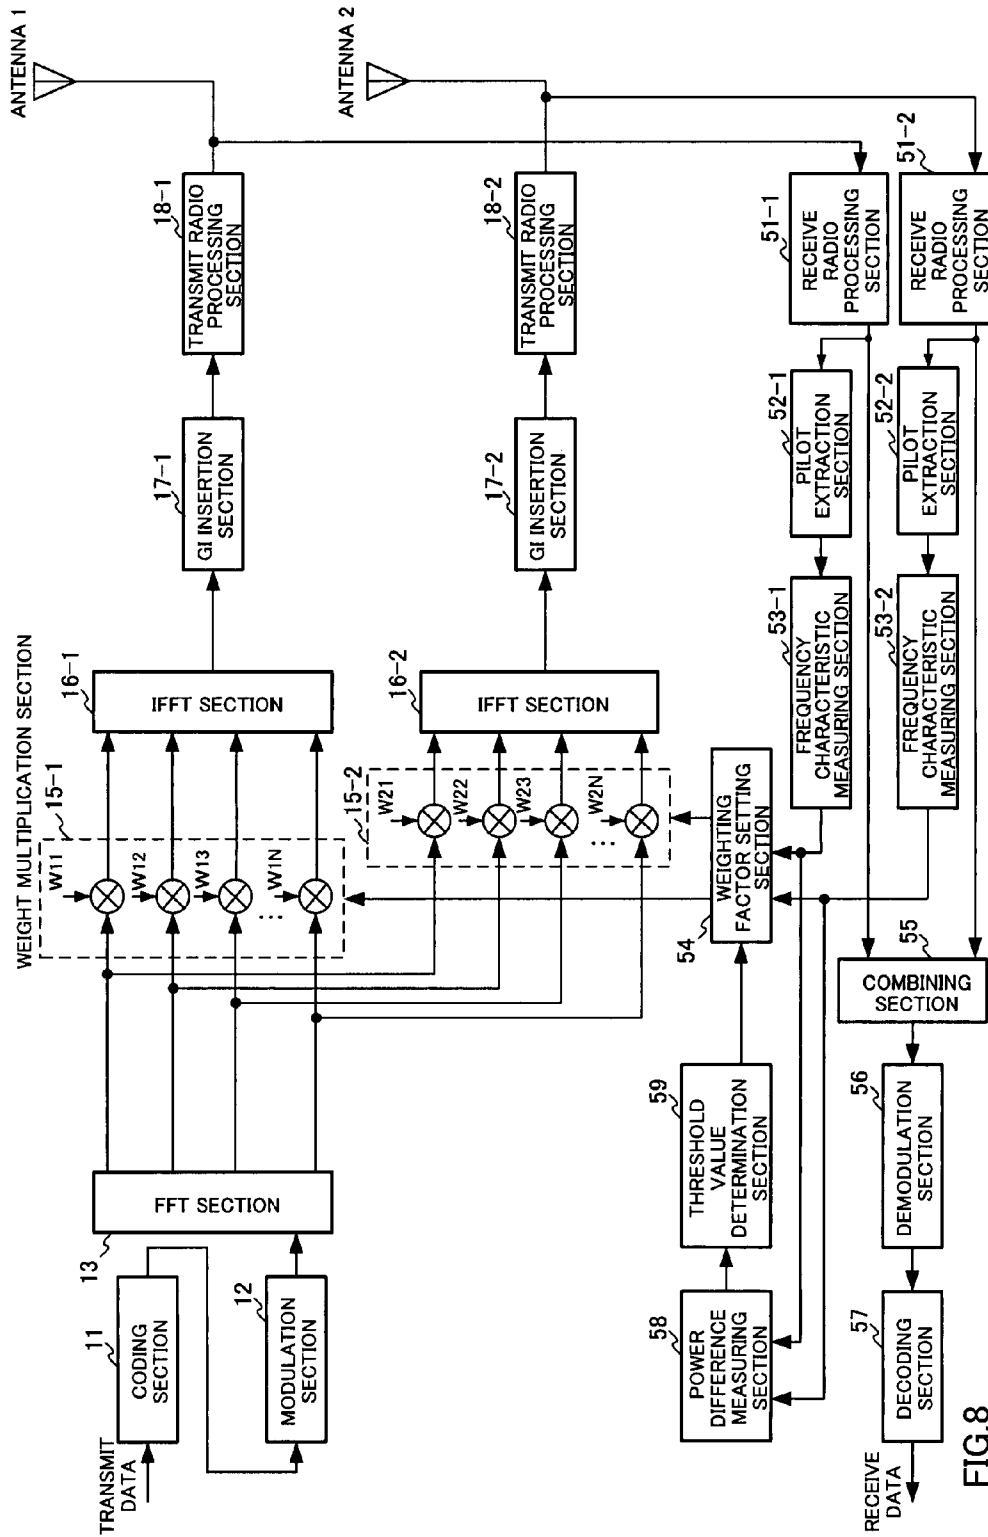 TRANSMIT
DATA
11
CODING
SECTION
12
MODULATION
SECTION
13
FFT SECTION
WEIGHT MULTIPLICATION SECTION
15-1
W11
W12
W13
...
W1N
16-1
IFFT SECTION
17-1
GI INSERTION
SECTION
18-1
TRANSMIT RADIO
PROCESSING
SECTION
ANTENNA 1
15-2
W21
W22
W23
...
W2N
16-2
IFFT SECTION
17-2
GI INSERTION
SECTION
18-2
TRANSMIT RADIO
PROCESSING
SECTION
ANTENNA 2
58
POWER
DIFFERENCE
MEASURING
SECTION
59
THRESHOLD
VALUE
DETERMINATION
SECTION
54
WEIGHTING
FACTOR SETTING
SECTION
53-1
FREQUENCY
CHARACTERISTIC
MEASURING SECTION
52-1
PILOT
EXTRACTION
SECTION
51-1
RECEIVE
RADIO
PROCESSING
SECTION
53-2
FREQUENCY
CHARACTERISTIC
MEASURING SECTION
52-2
PILOT
EXTRACTION
SECTION
51-2
RECEIVE
RADIO
PROCESSING
SECTION
RECEIVE
DATA
57
DECODING
SECTION
56
DEMODULATION
SECTION
55
COMBINING
SECTION
FIG.8